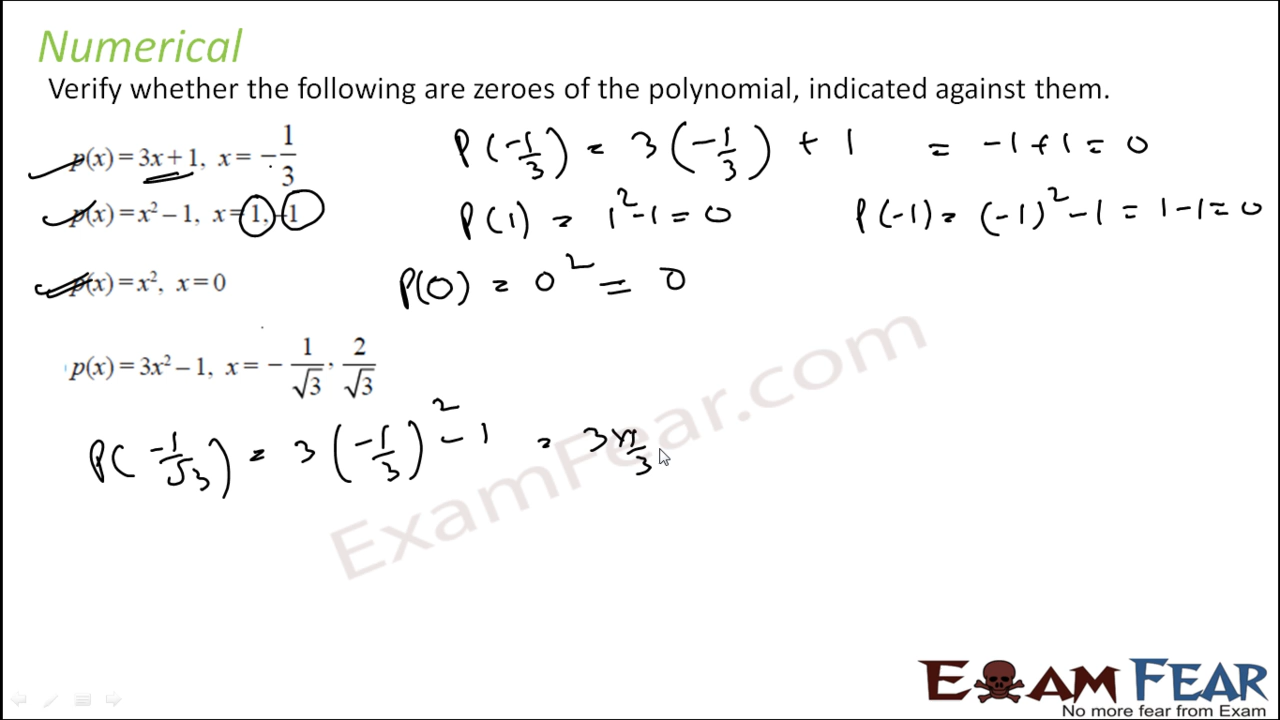 Numerical
Verify whether the following are zeroes of the polynomial, indicated against them.
p(x) = 3x + 1, x = -1/3
P(-1/3) = 3(-1/3) + 1 = -1 + 1 = 0
p(x) = x² – 1, x = 1, –1
P(1) = 1² - 1 = 0
P(-1) = (-1)² - 1 = 1 - 1 = 0
p(x) = x², x = 0
P(0) = 0² = 0
p(x) = 3x² – 1, x = -1/√3, 2/√3
P(-1/√3) = 3(-1/3)² - 1 = 3 x 1/3
ExamFear.com
EXAM FEAR
No more fear from Exam